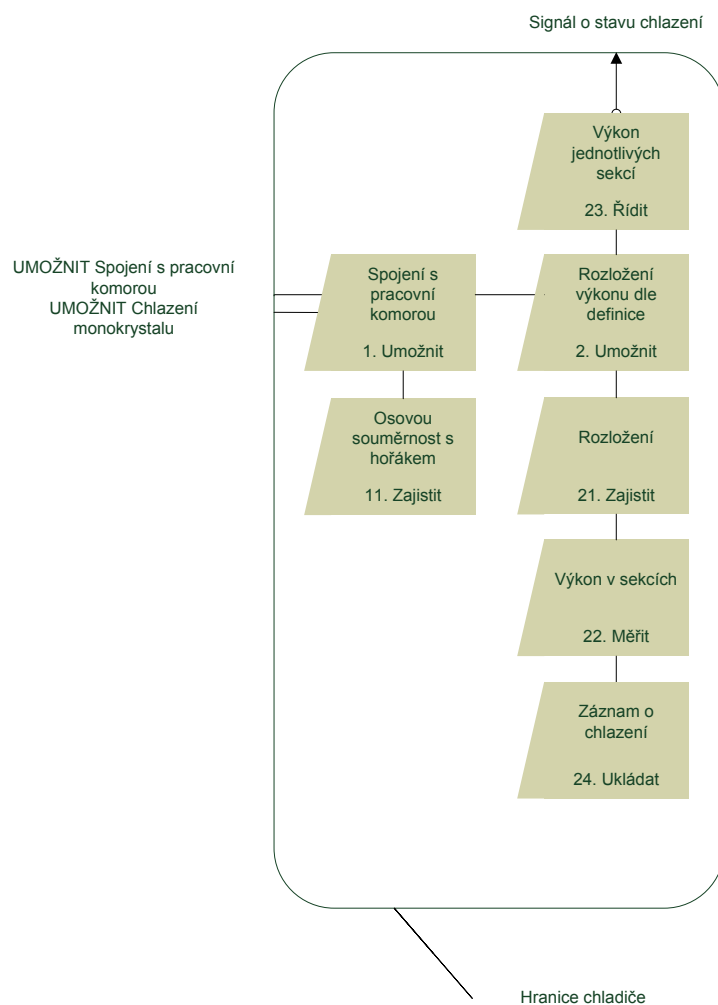 Signál o stavu chlazení
Výkon
jednotlivých
sekcí
23. Řídit
UMOŽNIT Spojení s pracovní
komorou
UMOŽNIT Chlazení
monokrystalu
Spojení s
pracovní
komorou
1. Umožnit
Rozložení
výkonu dle
definice
2. Umožnit
Osovou
souměrnost s
hořákem
11. Zajistit
Rozložení
21. Zajistit
Výkon v sekcích
22. Měřit
Záznam o
chlazení
24. Ukládat
Hranice chladiče